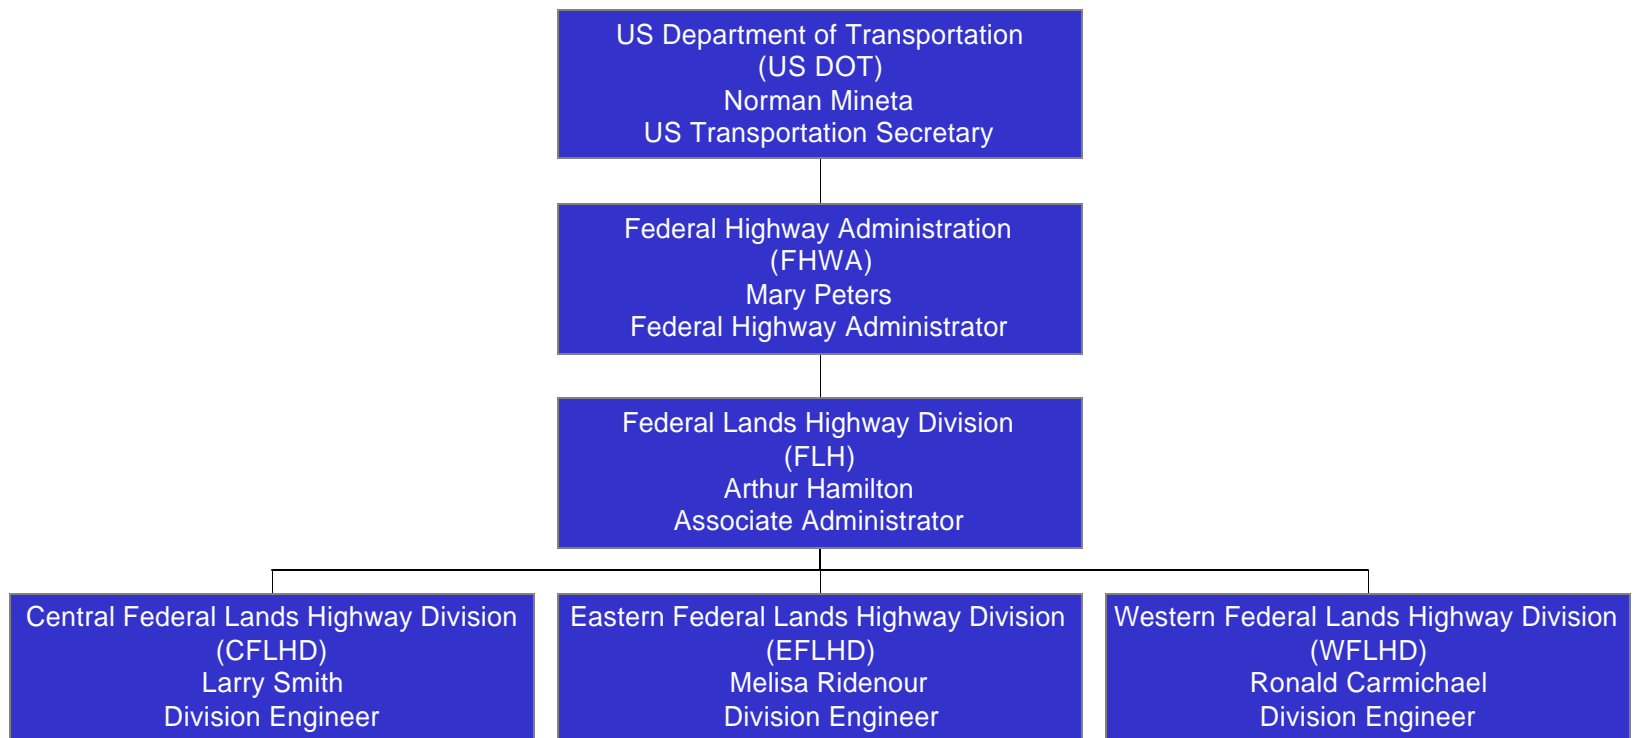 US Department of Transportation
(US DOT)
Norman Mineta
US Transportation Secretary
Federal Highway Administration
(FHWA)
Mary Peters
Federal Highway Administrator
Federal Lands Highway Division
(FLH)
Arthur Hamilton
Associate Administrator
Central Federal Lands Highway Division
(CFLHD)
Larry Smith
Division Engineer
Eastern Federal Lands Highway Division
(EFLHD)
Melisa Ridenour
Division Engineer
Western Federal Lands Highway Division
(WFLHD)
Ronald Carmichael
Division Engineer